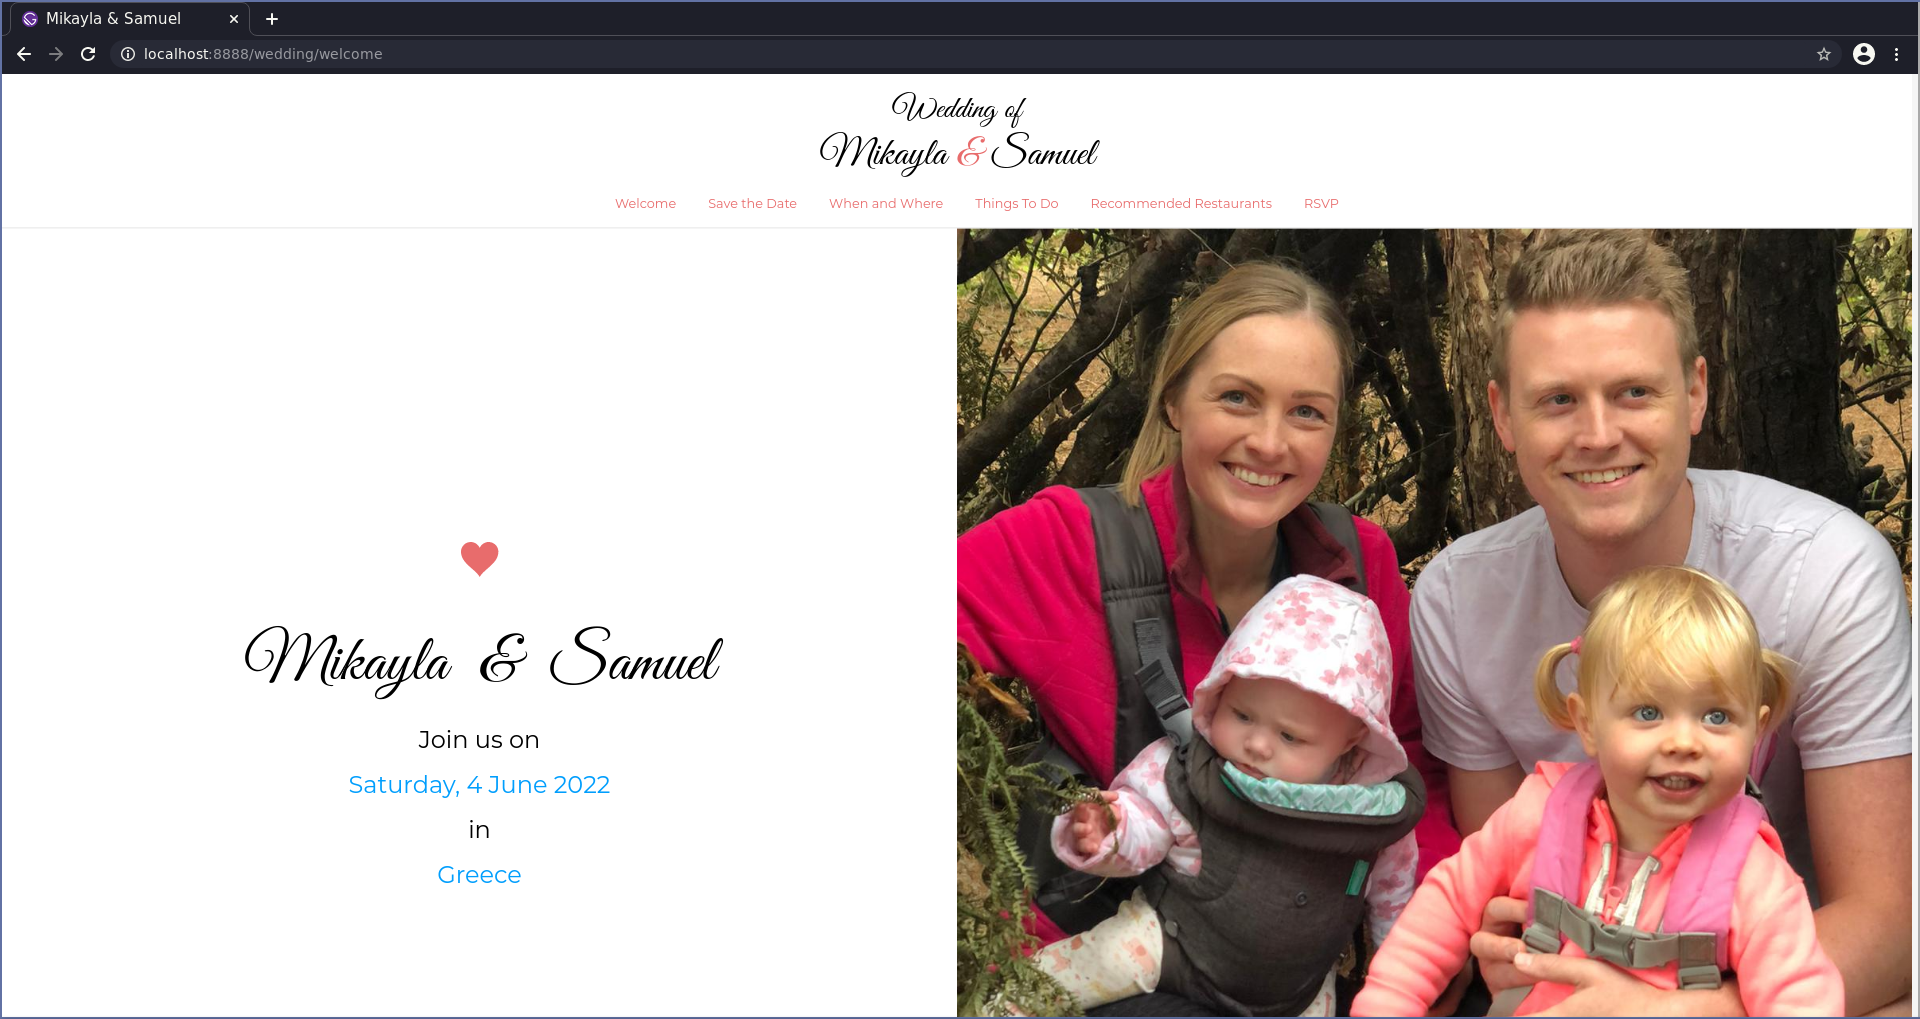 Mikayla & Samuel
localhost:8888/wedding/welcome
Wedding of
Mikayla & Samuel
Welcome Save the Date When and Where Things To Do Recommended Restaurants RSVP
Mikayla & Samuel
Join us on
Saturday, 4 June 2022
in
Greece